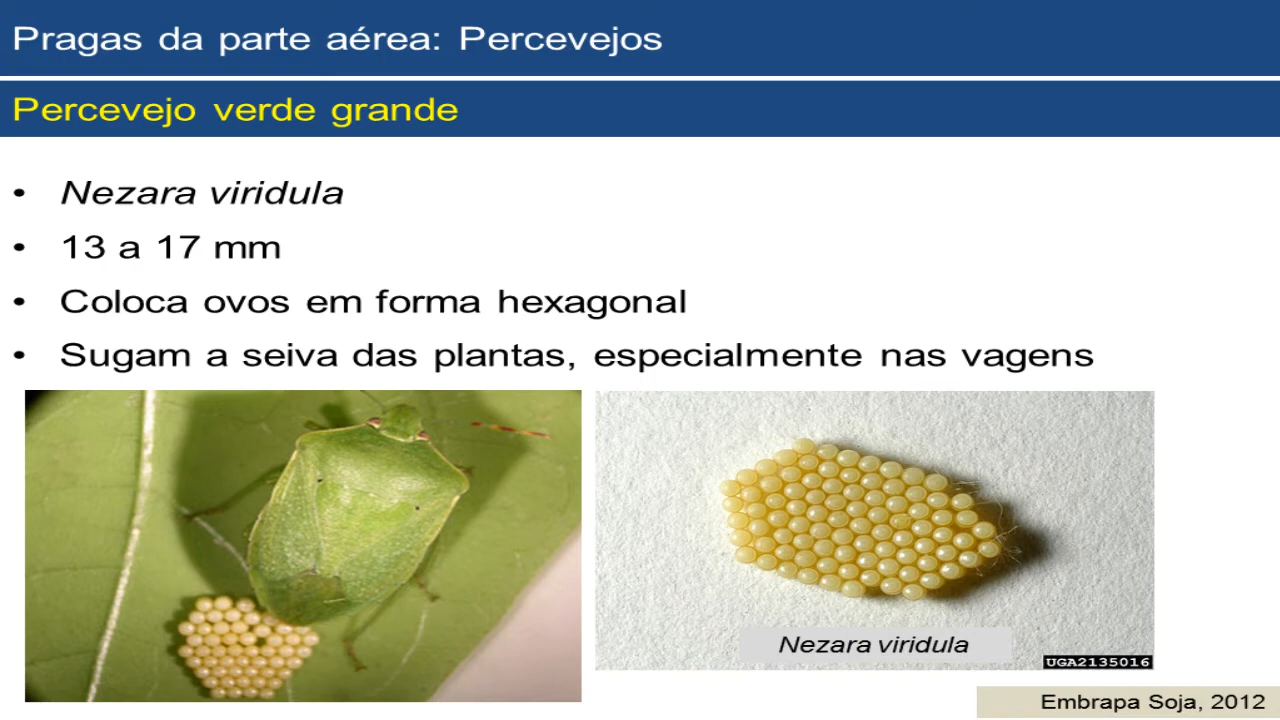 Pragas da parte aérea: Percevejos
Percevejo verde grande
• Nezara viridula
• 13 a 17 mm
• Coloca ovos em forma hexagonal
• Sugam a seiva das plantas, especialmente nas vagens
Nezara viridula
UGA2135016
Embrapa Soja, 2012